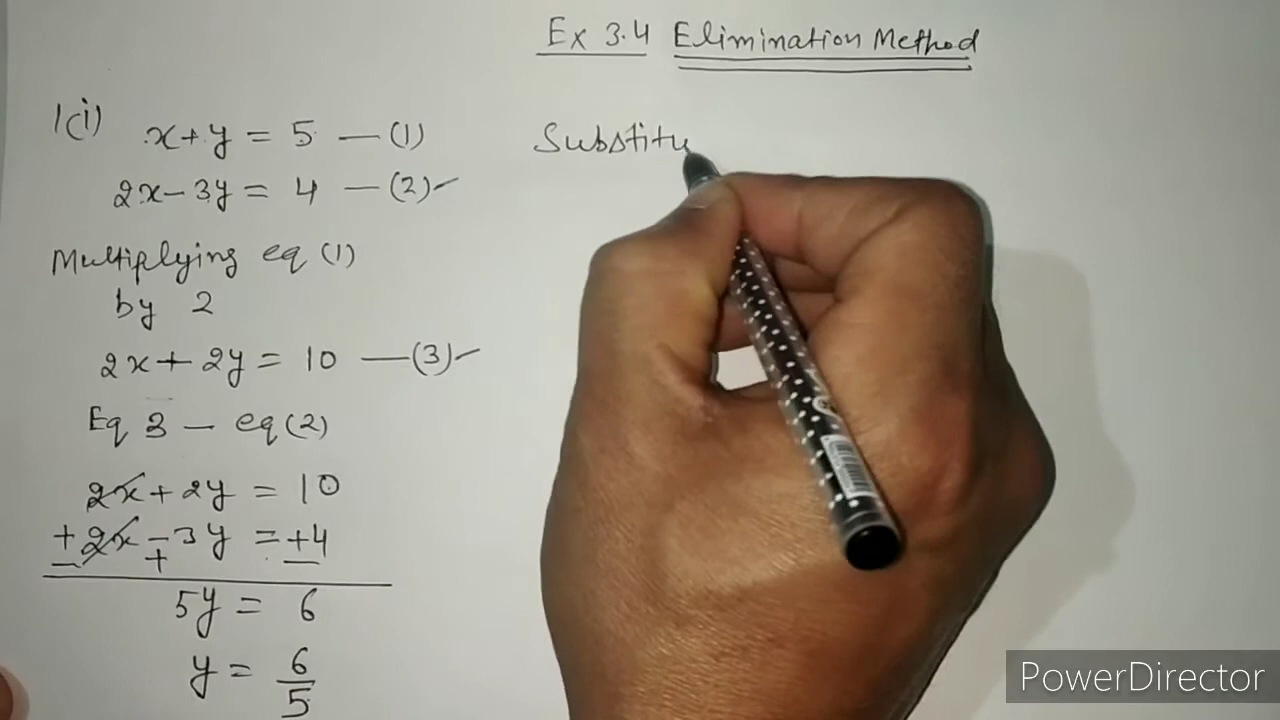 Ex 3.4 Elimination Method
1(i) x+y = 5 — (1)
2x-3y = 4 — (2)
Multiplying eq (1)
by 2
2x+2y = 10 — (3)
Eq 3 - eq(2)
2x+2y = 10
+2x-3y = +4
- + -
5y = 6
y = 6
5
Substitu
PowerDirector